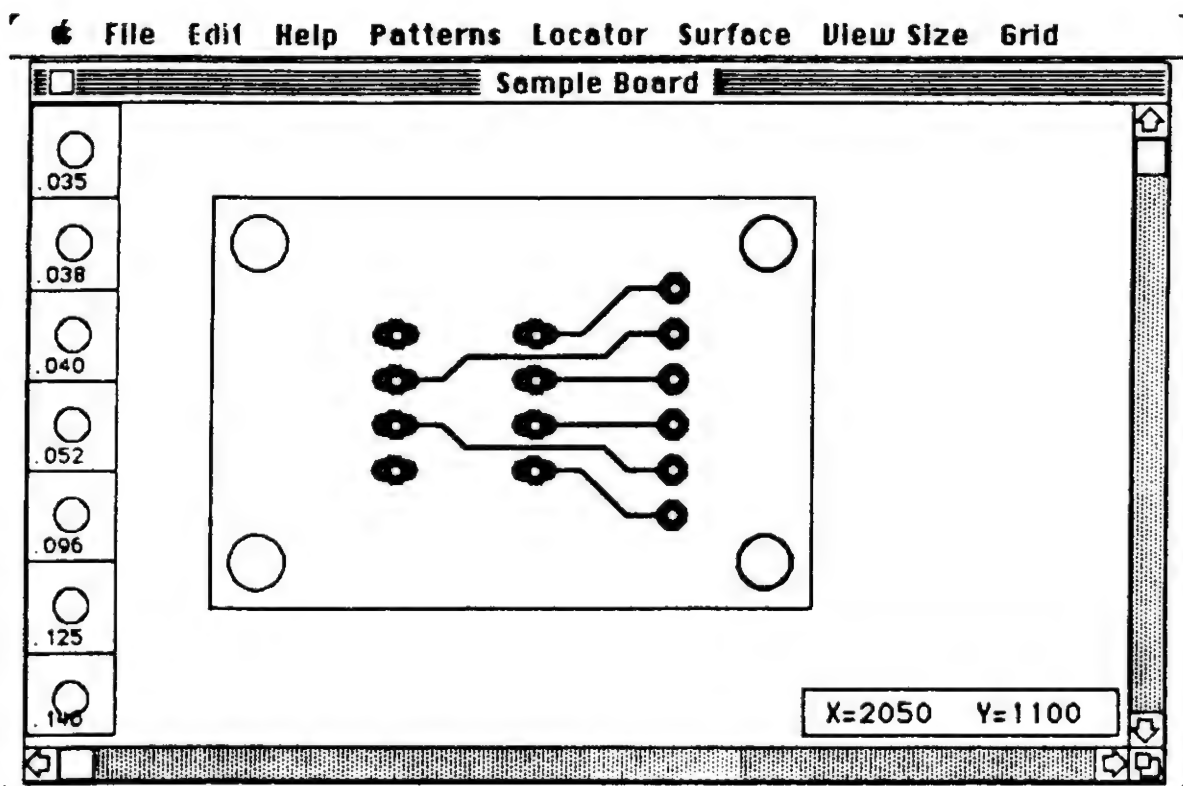 File Edit Help Patterns Locator Surface View Size Grid
Sample Board
.035
.038
.040
.052
.096
.125
.140
X=2050 Y=1100